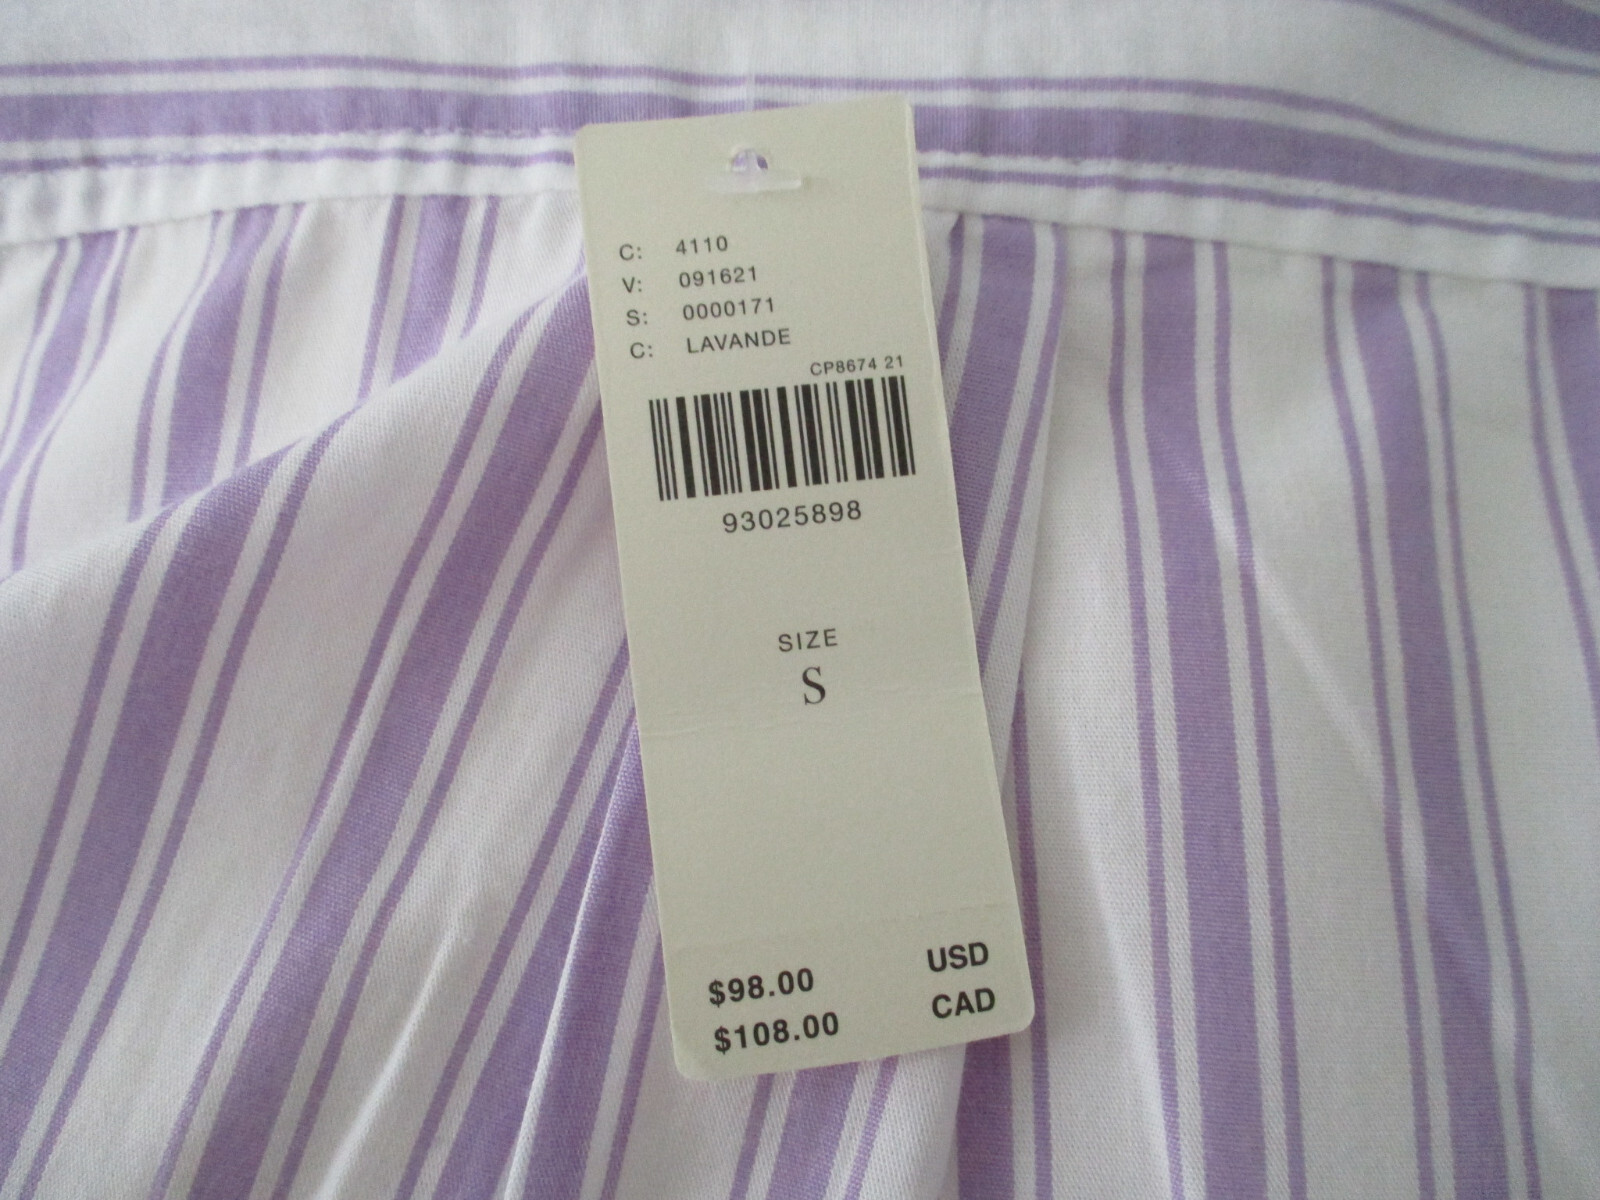 C: 4110
V: 091621
S: 0000171
C: LAVANDE
CP8674 21
93025898
SIZE
S
$98.00 USD
$108.00 CAD